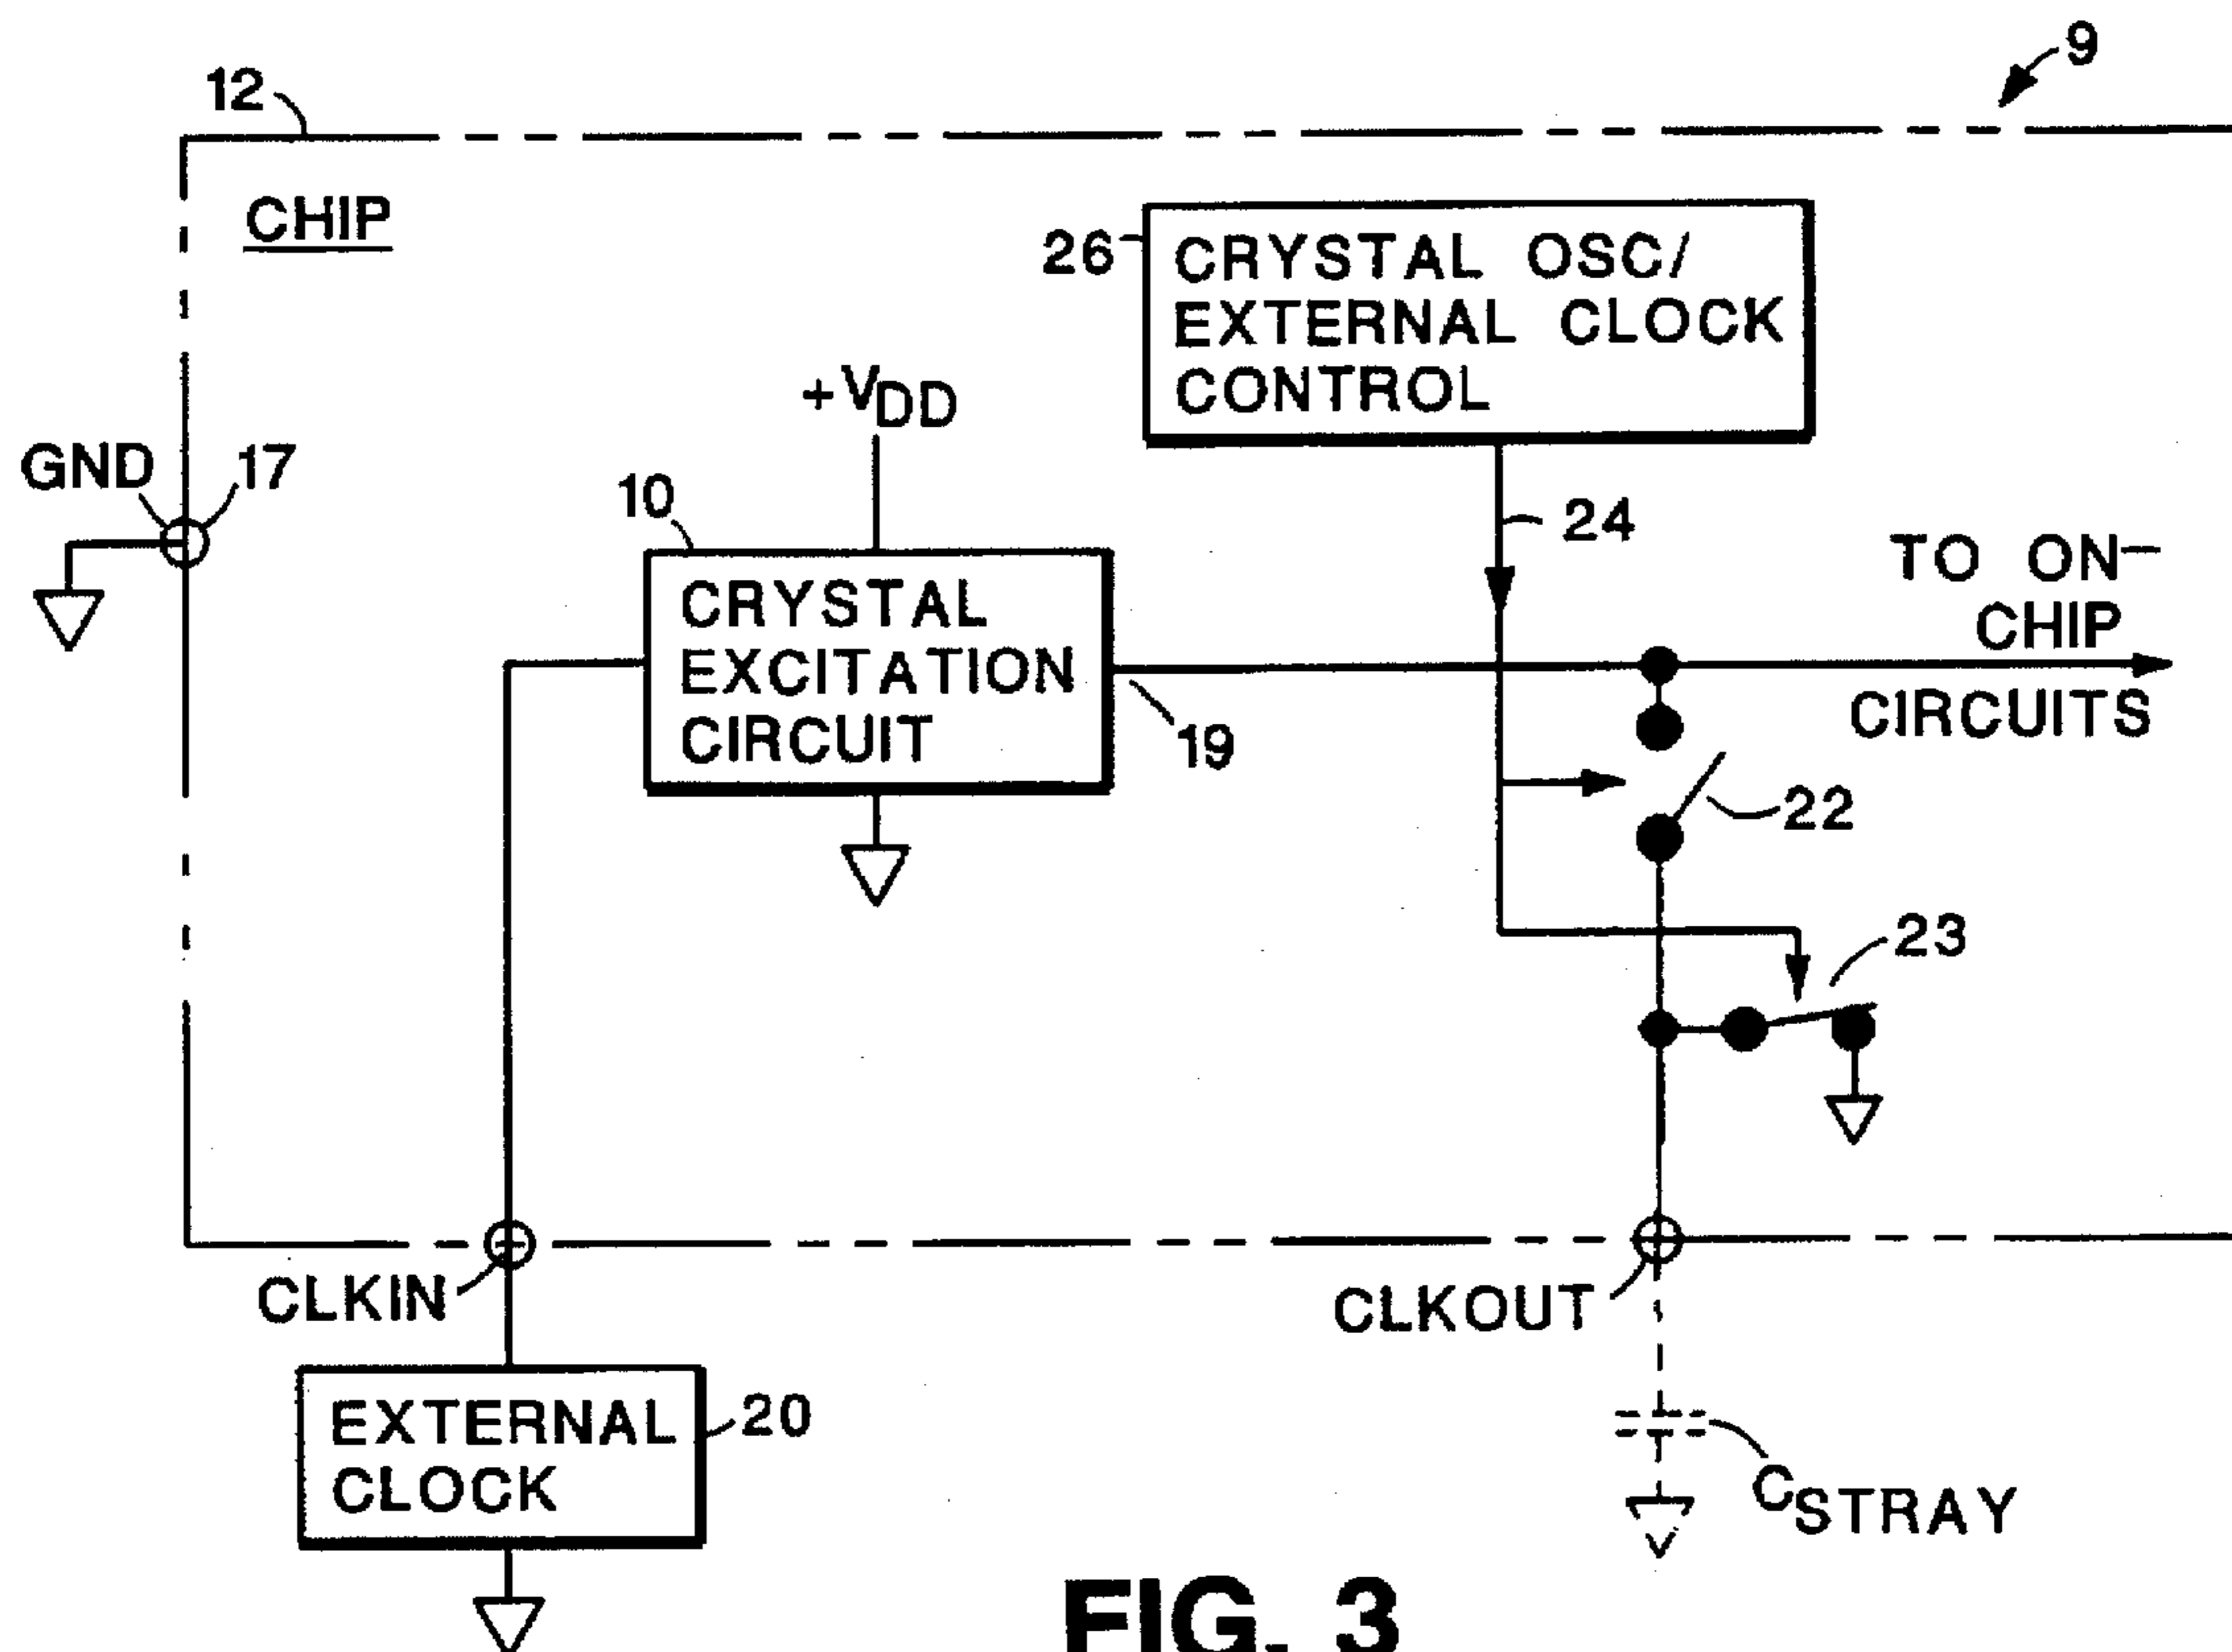 9
12
CHIP
26
CRYSTAL OSC/
EXTERNAL CLOCK
CONTROL
+VDD
GND
17
10
24
CRYSTAL
EXCITATION
CIRCUIT
19
TO ON-
CHIP
CIRCUITS
22
23
CLKIN
CLKOUT
EXTERNAL
CLOCK
20
CSTRAY
FIG. 3